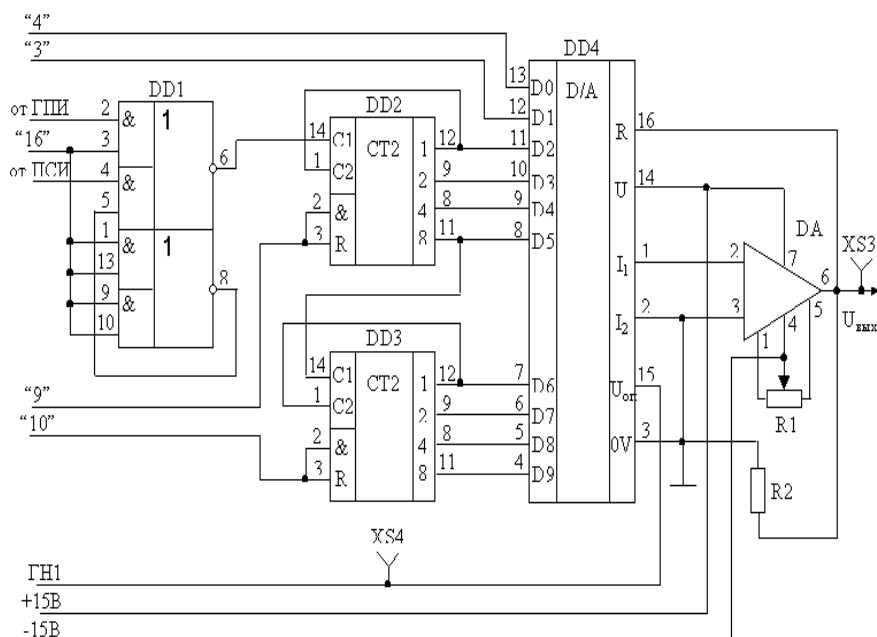 “4”
“3”
от ГПИ
“16”
от ПСИ
DD1
2
&
1
3
4
&
5
6
1
&
1
13
9
&
10
8
“9”
“10”
DD2
14
C1
CT2
1
12
1
C2
2
9
2
&
4
8
3
R
8
11
DD3
14
C1
CT2
1
12
1
C2
2
9
2
&
4
8
3
R
8
11
DD4
D/A
13
D0
12
D1
11
D2
10
D3
9
D4
8
D5
7
D6
6
D7
5
D8
4
D9
R
16
U
14
I1
1
I2
2
Uоп
15
0V
3
DA
2
3
7
6
4
1
5
XS3
Uвых
R1
R2
XS4
ГН1
+15В
-15В